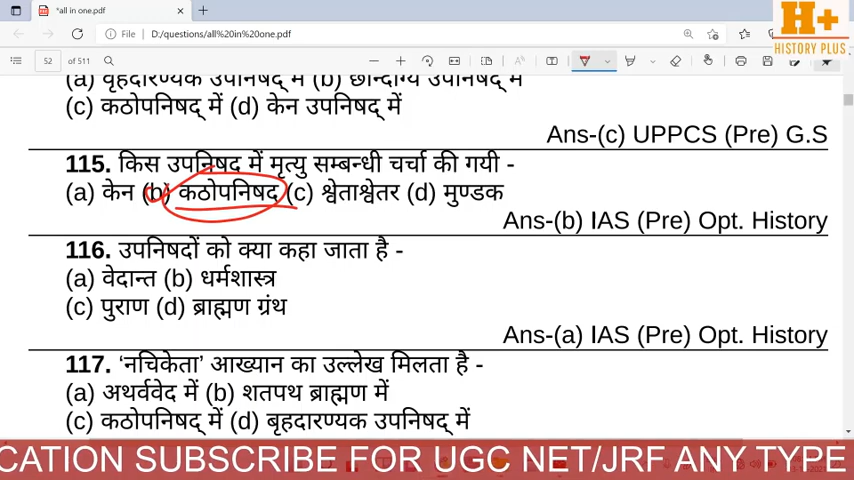 *all in one.pdf
File D:/questions/all%20in%20one.pdf
H+
HISTORY PLUS
52 of 511
(a) वृहदारण्यक उपनिषद् में (b) छान्दोग्य उपनिषद् में
(c) कठोपनिषद् में (d) केन उपनिषद् में
Ans-(c) UPPCS (Pre) G.S
115. किस उपनिषद में मृत्यु सम्बन्धी चर्चा की गयी -
(a) केन (b) कठोपनिषद (c) श्वेताश्वेतर (d) मुण्डक
Ans-(b) IAS (Pre) Opt. History
116. उपनिषदों को क्या कहा जाता है -
(a) वेदान्त (b) धर्मशास्त्र
(c) पुराण (d) ब्राह्मण ग्रंथ
Ans-(a) IAS (Pre) Opt. History
117. ‘नचिकेता’ आख्यान का उल्लेख मिलता है -
(a) अथर्ववेद में (b) शतपथ ब्राह्मण में
(c) कठोपनिषद् में (d) बृहदारण्यक उपनिषद् में
CATION SUBSCRIBE FOR UGC NET/JRF ANY TYPE